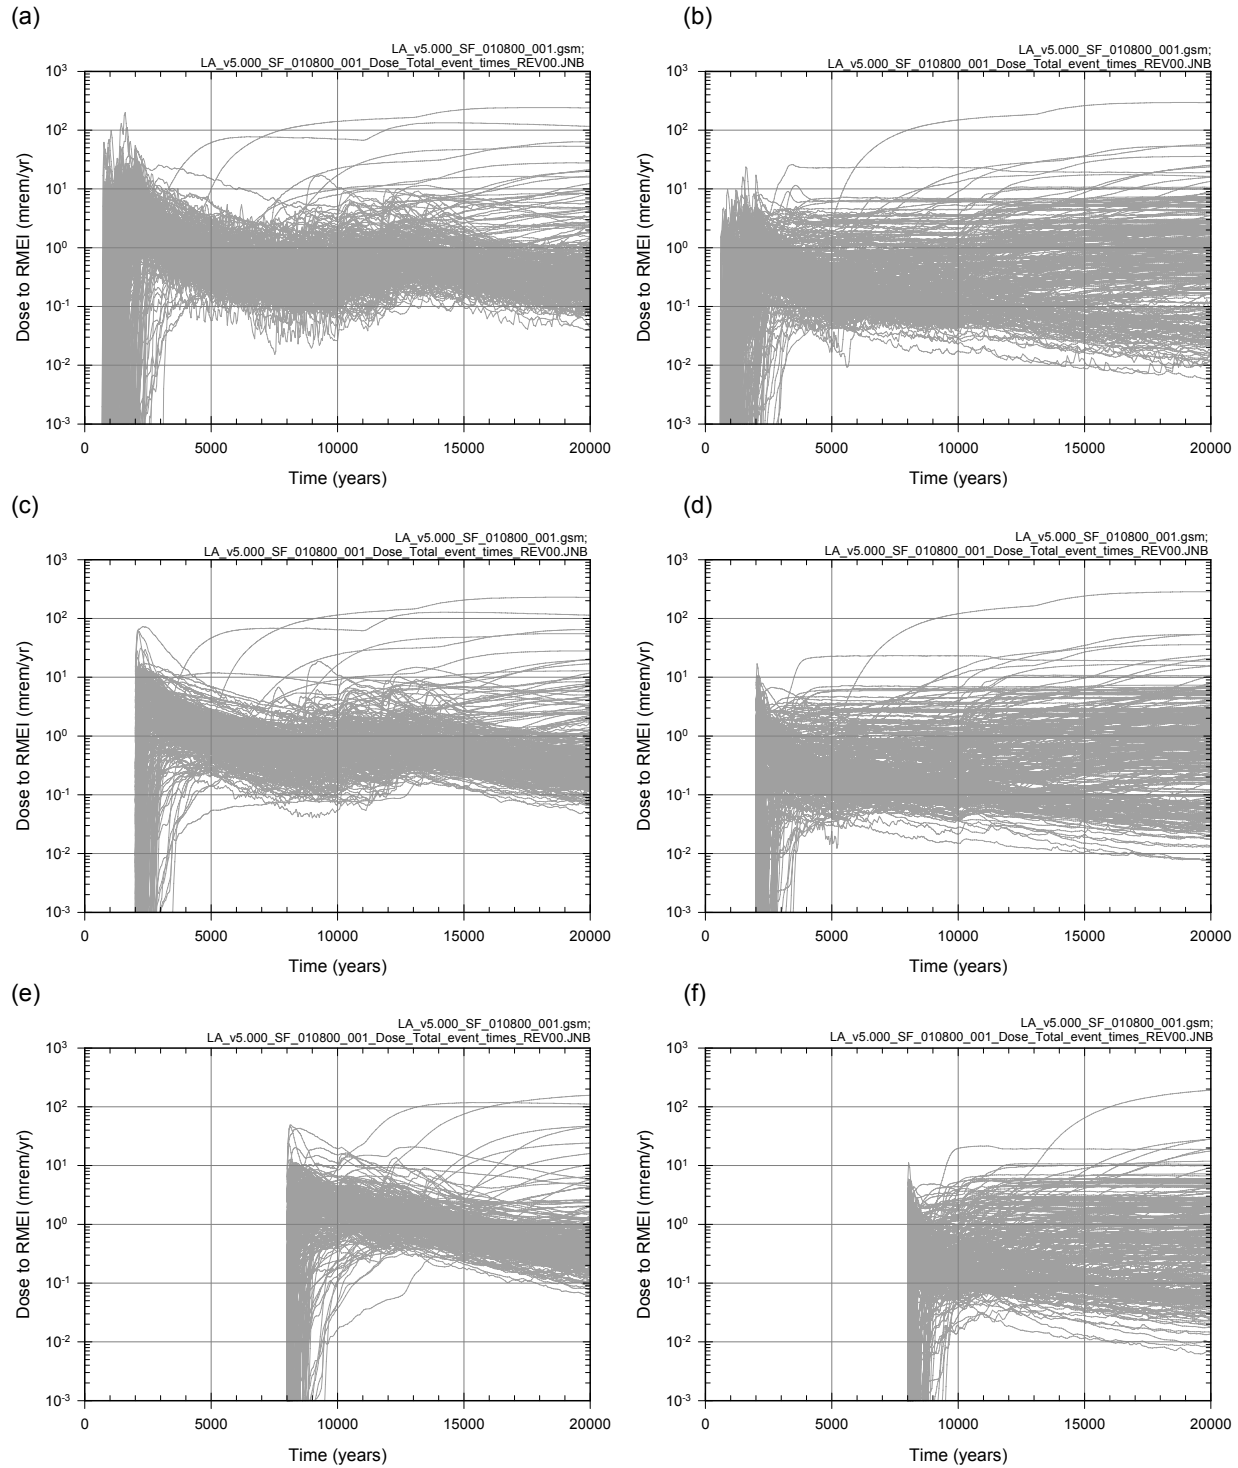 (a)
LA_v5.000_SF_010800_001.gsm;
LA_v5.000_SF_010800_001_Dose_Total_event_times_REV00.JNB
Dose to RMEI (mrem/yr)
10³
10²
10¹
10⁰
10⁻¹
10⁻²
10⁻³
0 5000 10000 15000 20000
Time (years)
(b)
LA_v5.000_SF_010800_001.gsm;
LA_v5.000_SF_010800_001_Dose_Total_event_times_REV00.JNB
Dose to RMEI (mrem/yr)
10³
10²
10¹
10⁰
10⁻¹
10⁻²
10⁻³
0 5000 10000 15000 20000
Time (years)
(c)
LA_v5.000_SF_010800_001.gsm;
LA_v5.000_SF_010800_001_Dose_Total_event_times_REV00.JNB
Dose to RMEI (mrem/yr)
10³
10²
10¹
10⁰
10⁻¹
10⁻²
10⁻³
0 5000 10000 15000 20000
Time (years)
(d)
LA_v5.000_SF_010800_001.gsm;
LA_v5.000_SF_010800_001_Dose_Total_event_times_REV00.JNB
Dose to RMEI (mrem/yr)
10³
10²
10¹
10⁰
10⁻¹
10⁻²
10⁻³
0 5000 10000 15000 20000
Time (years)
(e)
LA_v5.000_SF_010800_001.gsm;
LA_v5.000_SF_010800_001_Dose_Total_event_times_REV00.JNB
Dose to RMEI (mrem/yr)
10³
10²
10¹
10⁰
10⁻¹
10⁻²
10⁻³
0 5000 10000 15000 20000
Time (years)
(f)
LA_v5.000_SF_010800_001.gsm;
LA_v5.000_SF_010800_001_Dose_Total_event_times_REV00.JNB
Dose to RMEI (mrem/yr)
10³
10²
10¹
10⁰
10⁻¹
10⁻²
10⁻³
0 5000 10000 15000 20000
Time (years)